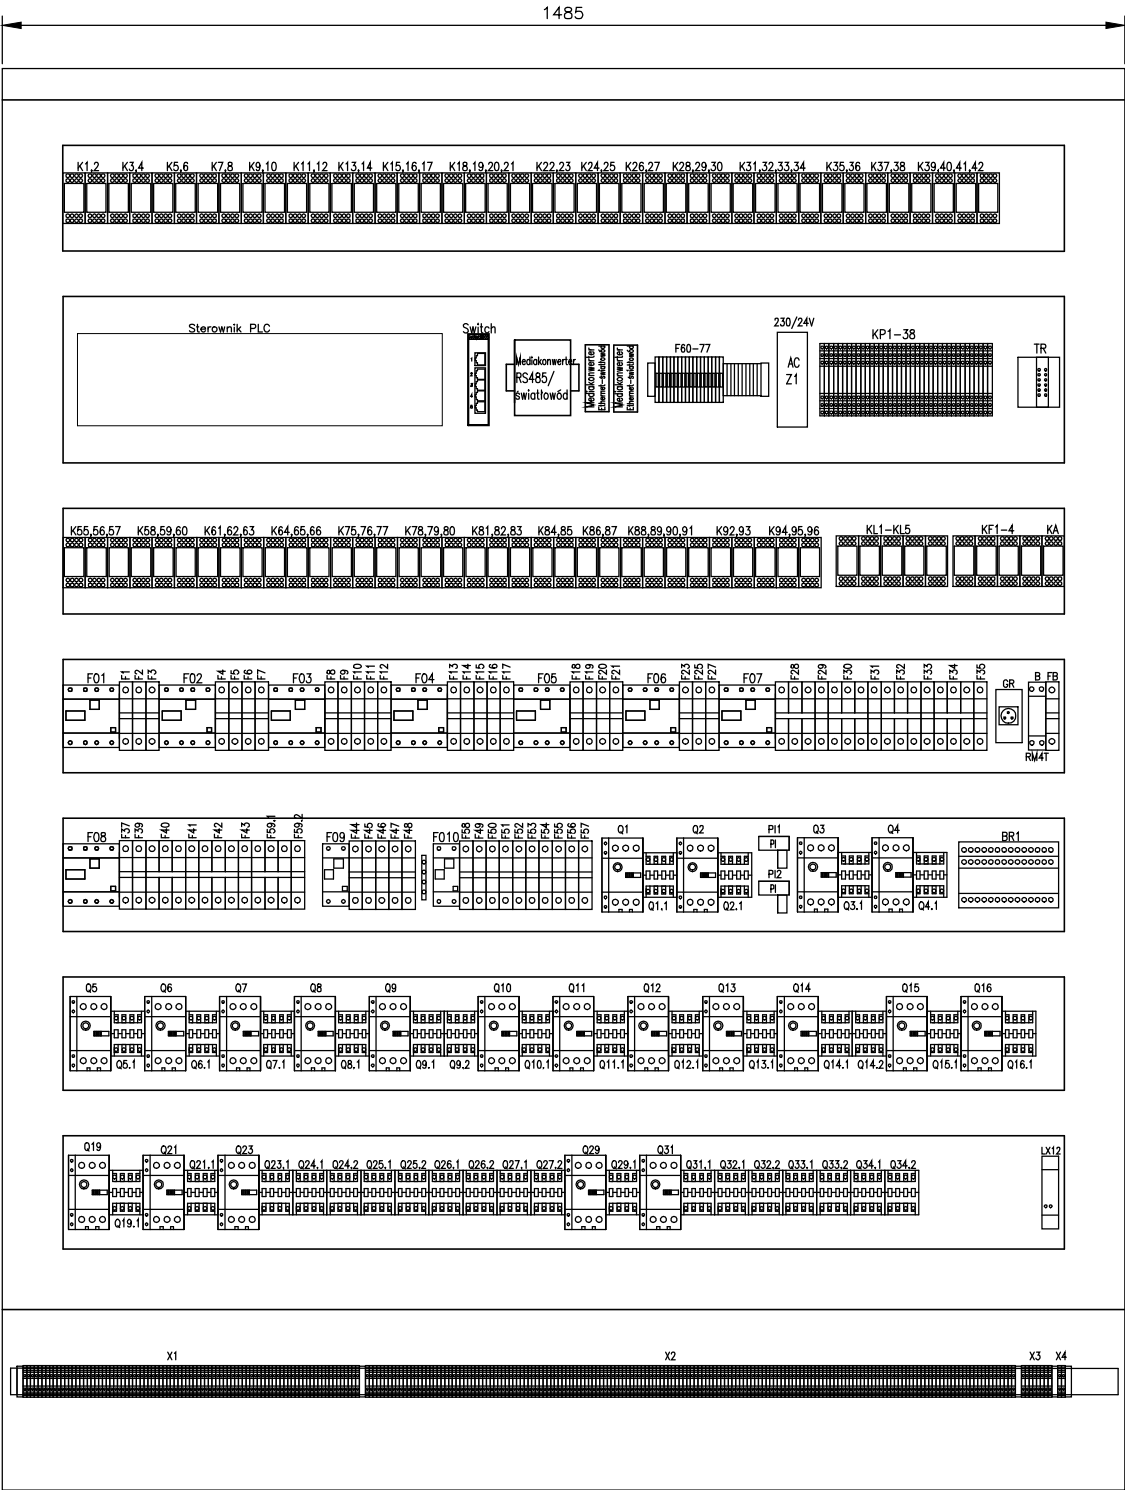 1485
K1,2 K3,4 K5,6 K7,8 K9,10 K11,12 K13,14 K15,16,17 K18,19,20,21 K22,23 K24,25 K26,27 K28,29,30 K31,32,33,34 K35,36 K37,38 K39,40,41,42
Sterownik PLC
Switch
1
2
3
4
5
Mediakonwerter
RS485/
światłowód
Mediakonwerter
Ethernet-światłowód
Mediakonwerter
Ethernet-światłowód
F60-77
230/24V
AC
Z1
KP1-38
TR
K55,56,57 K58,59,60 K61,62,63 K64,65,66 K75,76,77 K78,79,80 K81,82,83 K84,85 K86,87 K88,89,90,91 K92,93 K94,95,96 KL1-KL5 KF1-4 KA
F01 F1 F2 F3 F02 F4 F5 F6 F7 F03 F8 F9 F10 F11 F12 F04 F13 F14 F15 F16 F17 F05 F18 F19 F20 F21 F06 F23 F25 F27 F07 F28 F29 F30 F31 F32 F33 F34 F35 GR B FB
RM4T
F08 F37 F39 F40 F41 F42 F43 F59.1 F59.2 F09 F44 F45 F46 F47 F48 F010 F58 F49 F50 F51 F52 F53 F54 F55 F56 F57 Q1 Q2 PI1 Q3 Q4 BR1
PI
PI2
PI
Q1.1 Q2.1 Q3.1 Q4.1
Q5 Q6 Q7 Q8 Q9 Q10 Q11 Q12 Q13 Q14 Q15 Q16
Q5.1 Q6.1 Q7.1 Q8.1 Q9.1 Q9.2 Q10.1 Q11.1 Q12.1 Q13.1 Q14.1 Q14.2 Q15.1 Q16.1
Q19 Q21 Q23 Q29 Q31 LX12
Q21.1 Q23.1 Q24.1 Q24.2 Q25.1 Q25.2 Q26.1 Q26.2 Q27.1 Q27.2 Q29.1 Q31.1 Q32.1 Q32.2 Q33.1 Q33.2 Q34.1 Q34.2
Q19.1
X1 X2 X3 X4